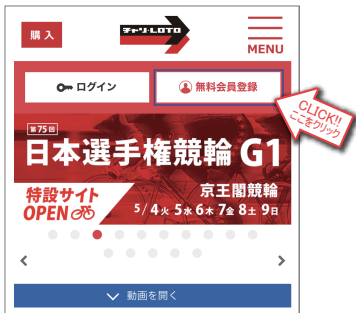 購 入
チャリ・LOTO
MENU
ログイン
無料会員登録
CLICK!!
ここをクリック
第75回
日本選手権競輪 G1
特設サイト
OPEN
京王閣競輪
5/4火 5水 6木 7金 8土 9日
動画を開く